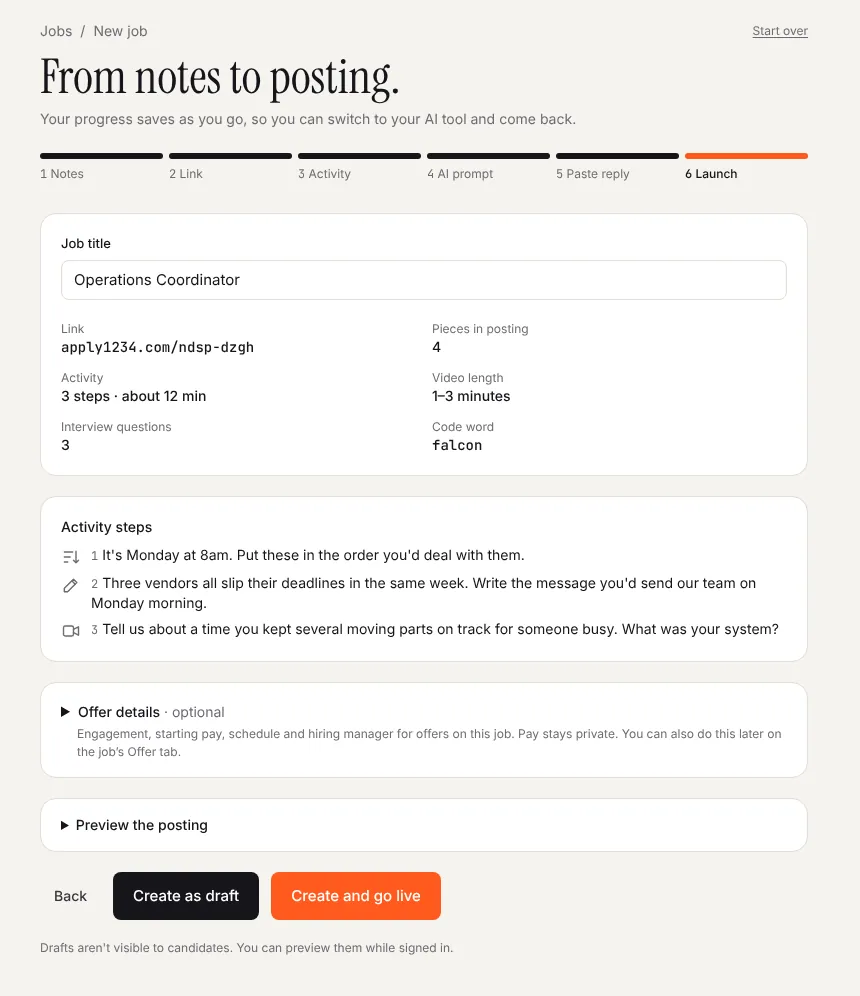 Jobs / New job
Start over
From notes to posting.
Your progress saves as you go, so you can switch to your AI tool and come back.
1 Notes
2 Link
3 Activity
4 AI prompt
5 Paste reply
6 Launch
Job title
Operations Coordinator
Link
apply1234.com/ndsp-dzgh
Pieces in posting
4
Activity
3 steps · about 12 min
Video length
1–3 minutes
Interview questions
3
Code word
falcon
Activity steps
1 It's Monday at 8am. Put these in the order you'd deal with them.
2 Three vendors all slip their deadlines in the same week. Write the message you'd send our team on
Monday morning.
3 Tell us about a time you kept several moving parts on track for someone busy. What was your system?
Offer details · optional
Engagement, starting pay, schedule and hiring manager for offers on this job. Pay stays private. You can also do this later on
the job’s Offer tab.
Preview the posting
Back
Create as draft
Create and go live
Drafts aren't visible to candidates. You can preview them while signed in.